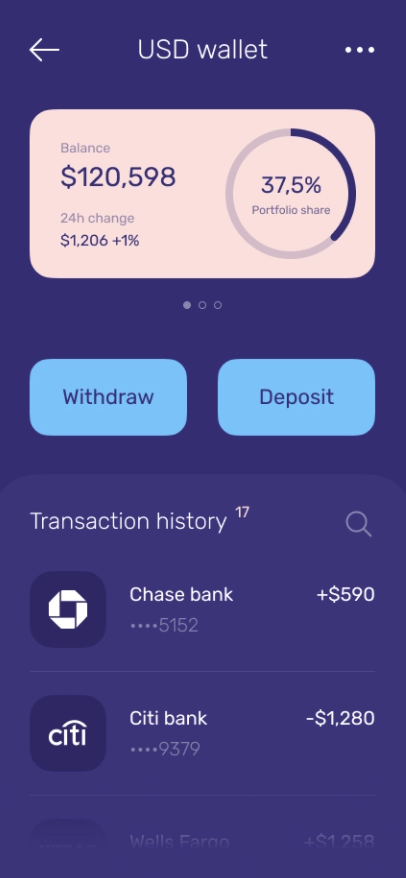 USD wallet
Balance
$120,598
24h change
$1,206 +1%
37,5%
Portfolio share
Withdraw
Deposit
Transaction history 17
Chase bank
+$590
••••5152
citi
Citi bank
-$1,280
••••9379
Wells Fargo
+$1,258